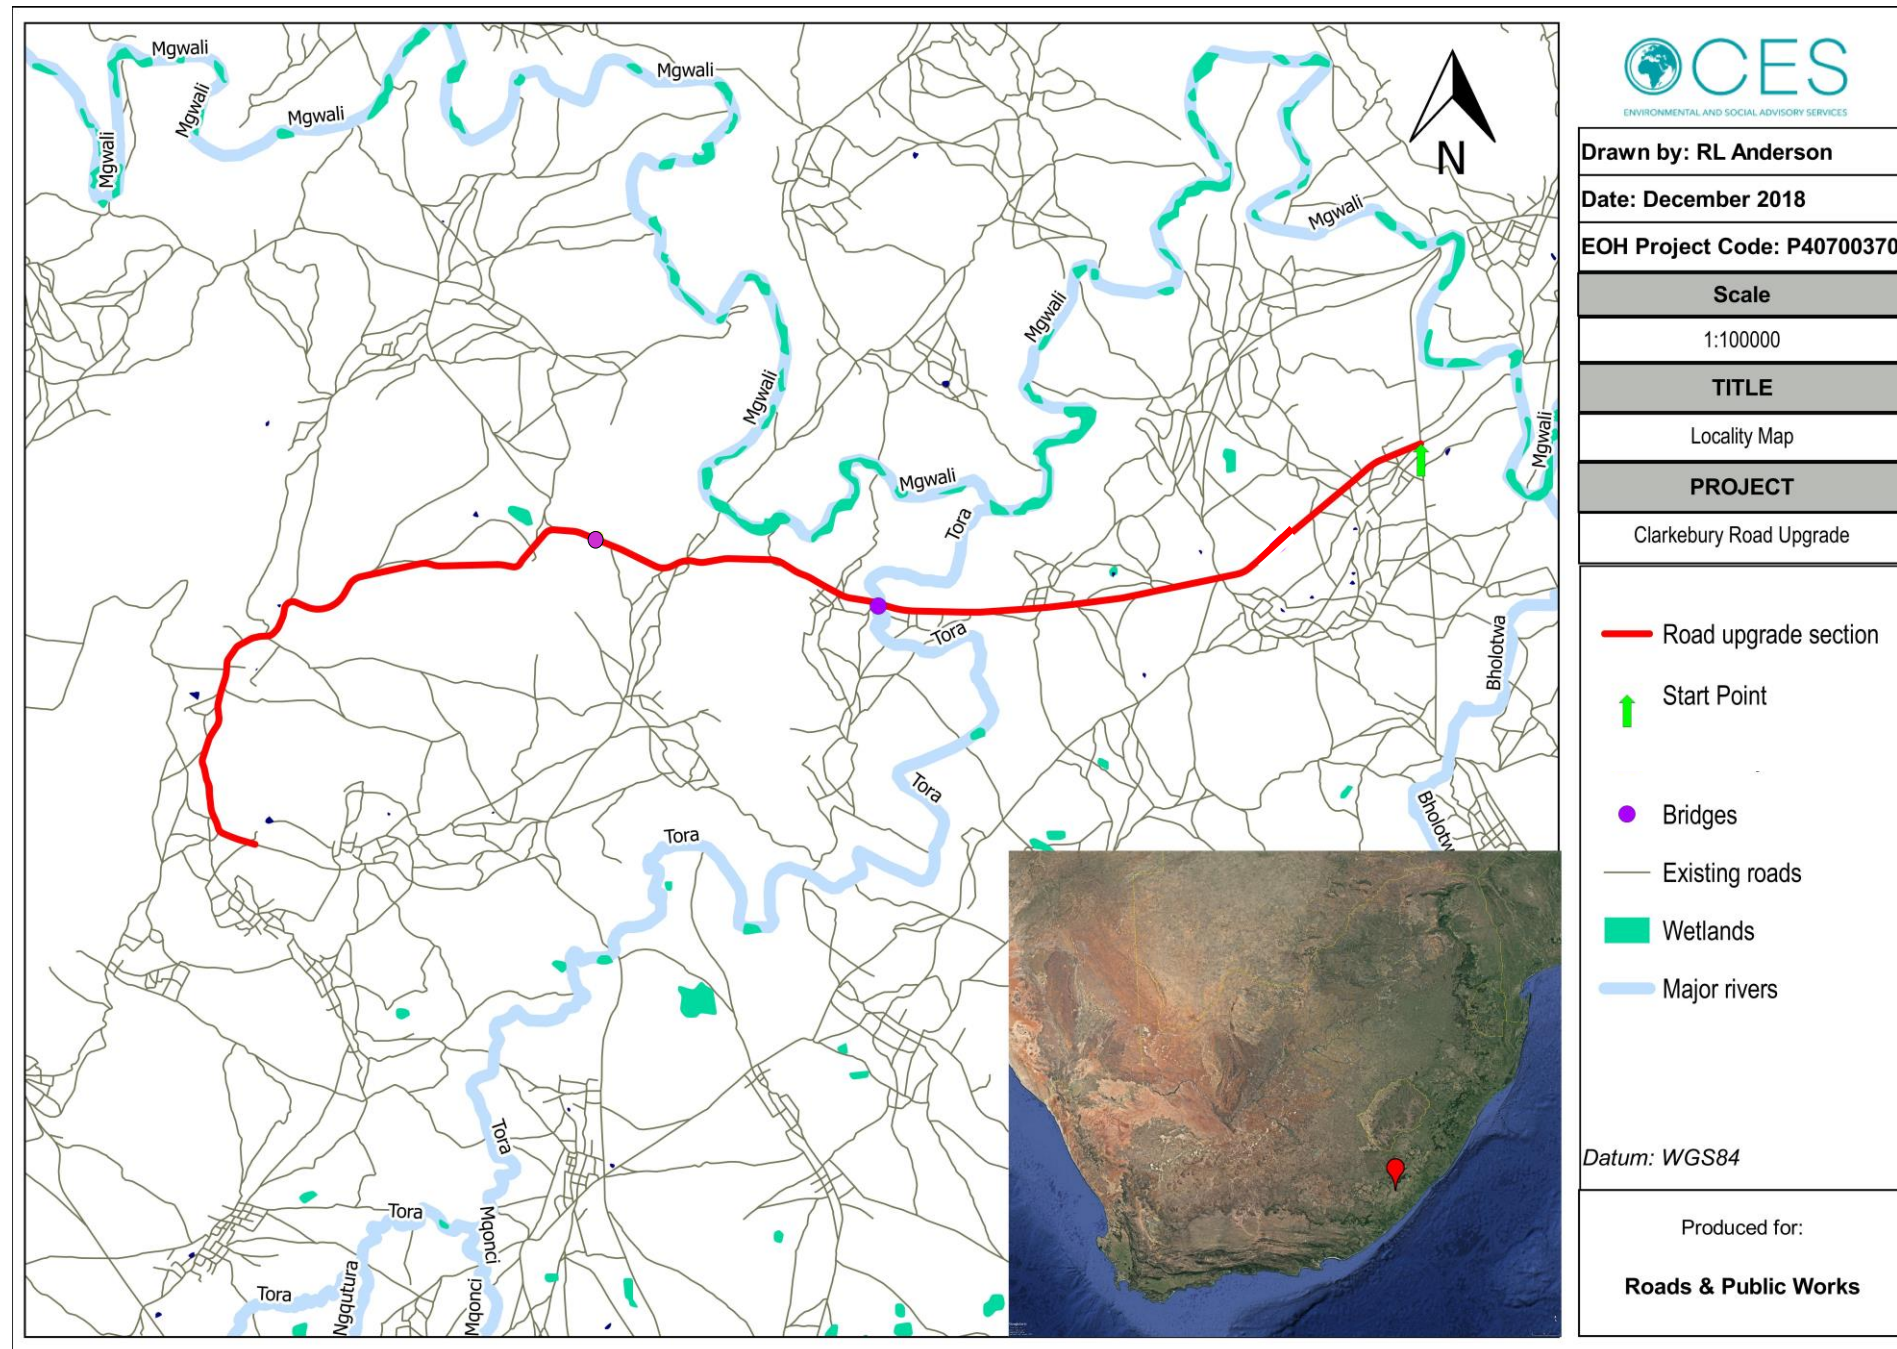 Mgwali
Mgwali
Mgwali
Mgwali
Mgwali
Mgwali
Mgwali
Mgwali
Mgwali
Mgwali
N
Tora
Tora
Tora
Tora
Tora
Tora
Tora
Bholotwa
Bholotw
Mqonci
Mqonci
Ngqutura
CES
ENVIRONMENTAL AND SOCIAL ADVISORY SERVICES
Drawn by: RL Anderson
Date: December 2018
EOH Project Code: P40700370
Scale
1:100000
TITLE
Locality Map
PROJECT
Clarkebury Road Upgrade
Road upgrade section
Start Point
Bridges
Existing roads
Wetlands
Major rivers
Datum: WGS84
Produced for:
Roads & Public Works